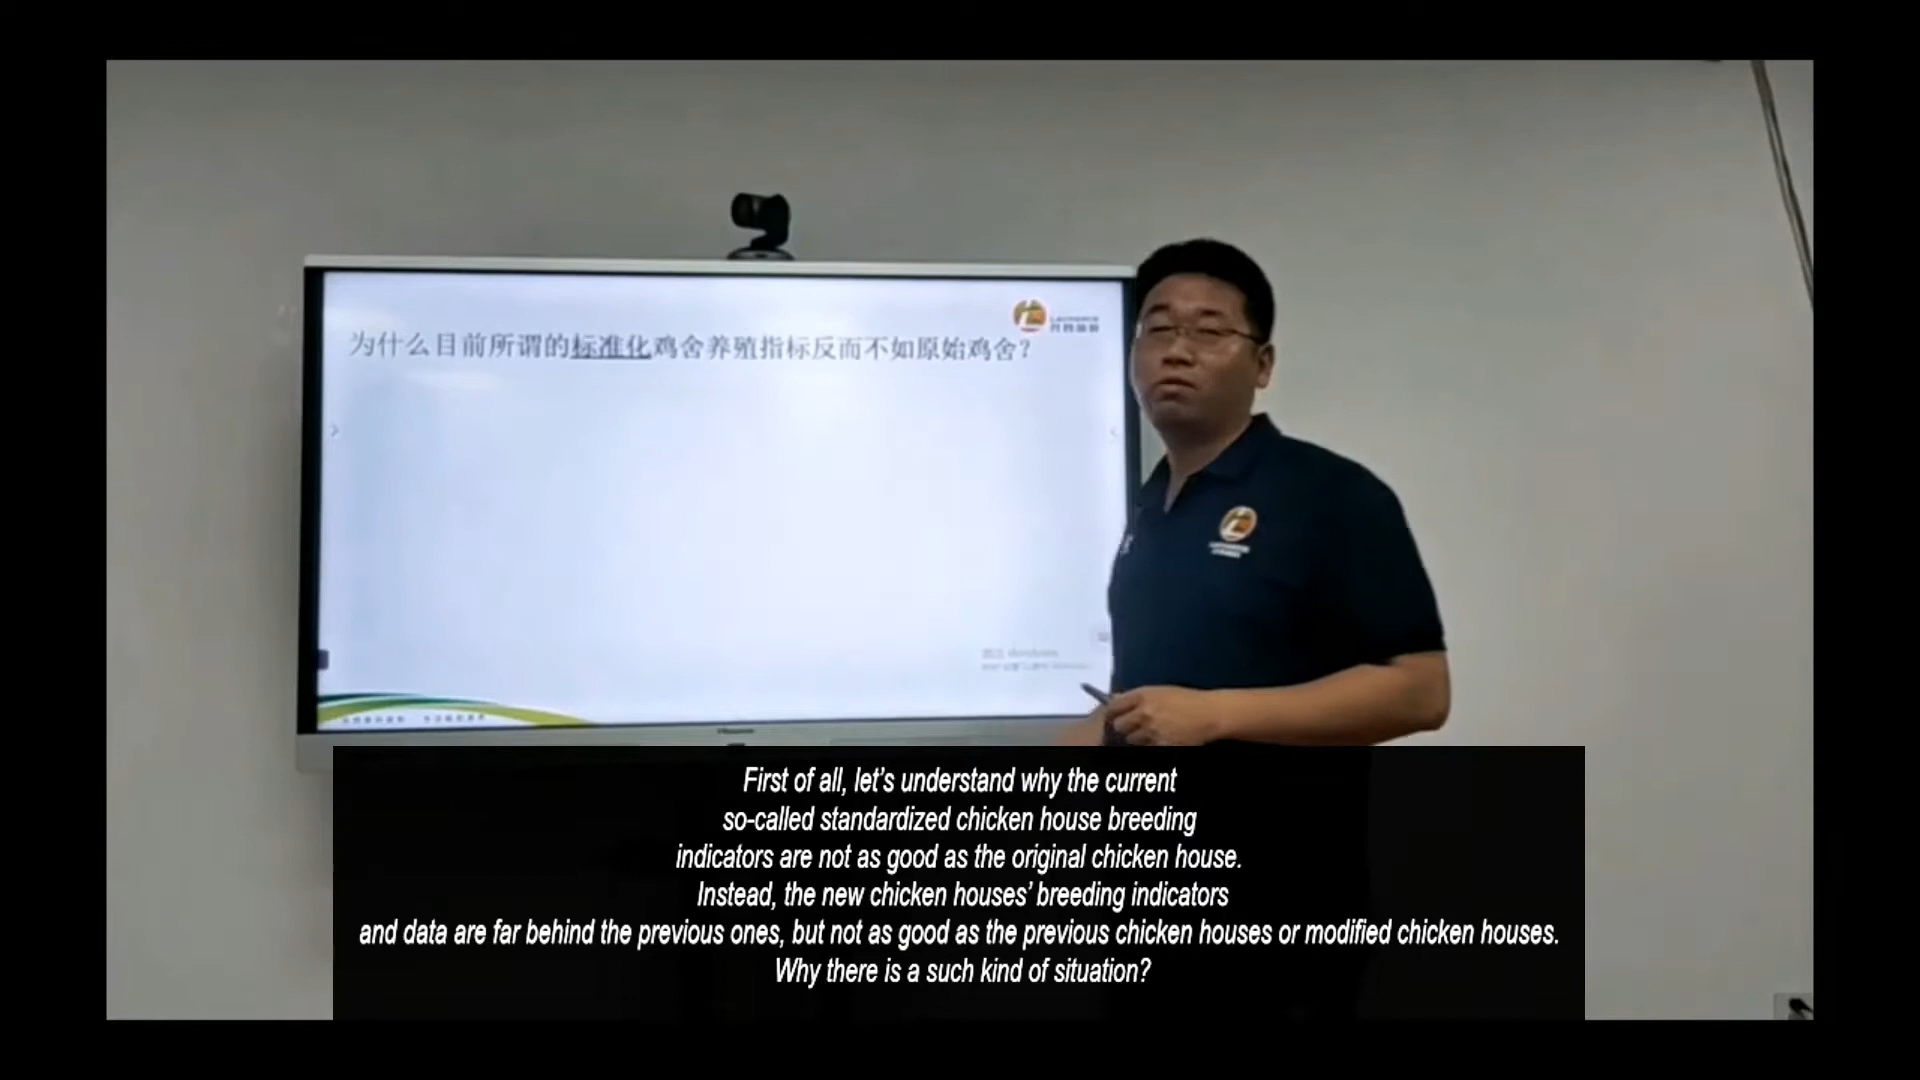 为什么目前所谓的标准化鸡舍养殖指标反而不如原始鸡舍？
First of all, let's understand why the current
so-called standardized chicken house breeding
indicators are not as good as the original chicken house.
Instead, the new chicken houses' breeding indicators
and data are far behind the previous ones, but not as good as the previous chicken houses or modified chicken houses.
Why there is a such kind of situation?